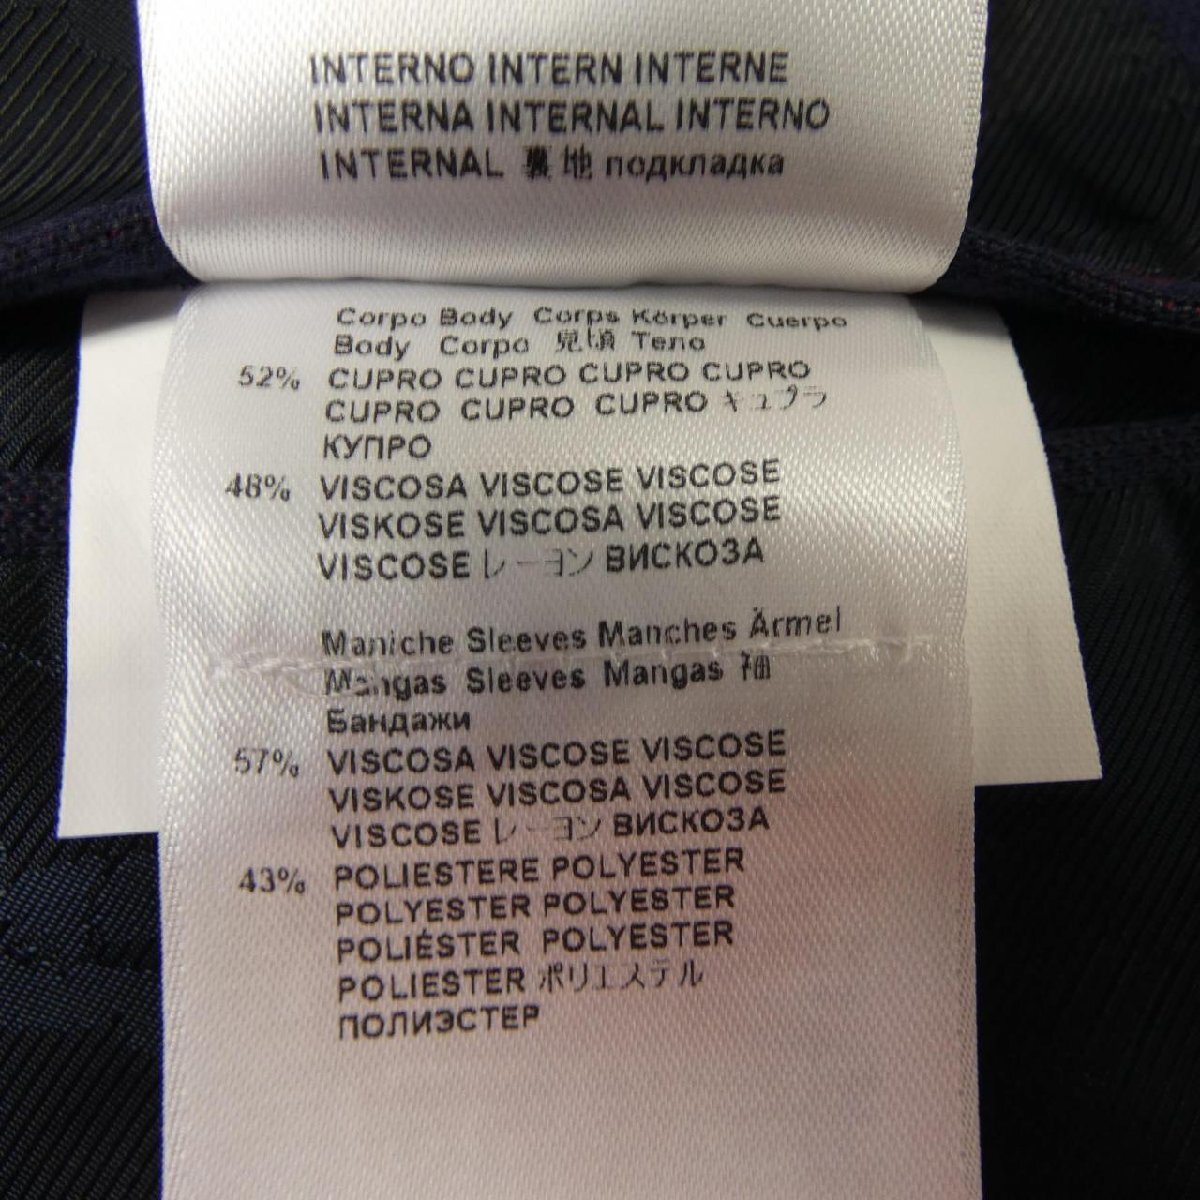 INTERNO INTERN INTERNE
INTERNA INTERNAL INTERNO
INTERNAL 裏地 подкладка
Corpo Body Corps Körper Cuerpo
Body Corpo 見頃 Тело
52% CUPRO CUPRO CUPRO CUPRO
CUPRO CUPRO CUPRO キュプラ
КУПРО
48% VISCOSA VISCOSE VISCOSE
VISKOSE VISCOSA VISCOSE
VISCOSE レーヨン ВИСКОЗА
Maniche Sleeves Manches Ärmel
Mangas Sleeves Mangas 袖
Бандажи
57% VISCOSA VISCOSE VISCOSE
VISKOSE VISCOSA VISCOSE
VISCOSE レーヨン ВИСКОЗА
43% POLIESTERE POLYESTER
POLYESTER POLYESTER
POLIÉSTER POLYESTER
POLIESTER ポリエステル
ПОЛИЭСТЕР